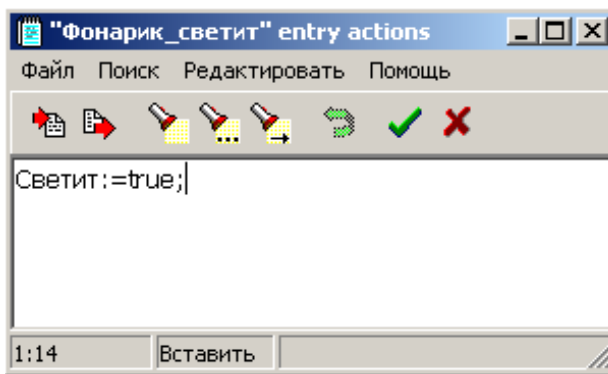 "Фонарик_светит" entry actions
Файл Поиск Редактировать Помощь
Светит:=true;
1:14 Вставить